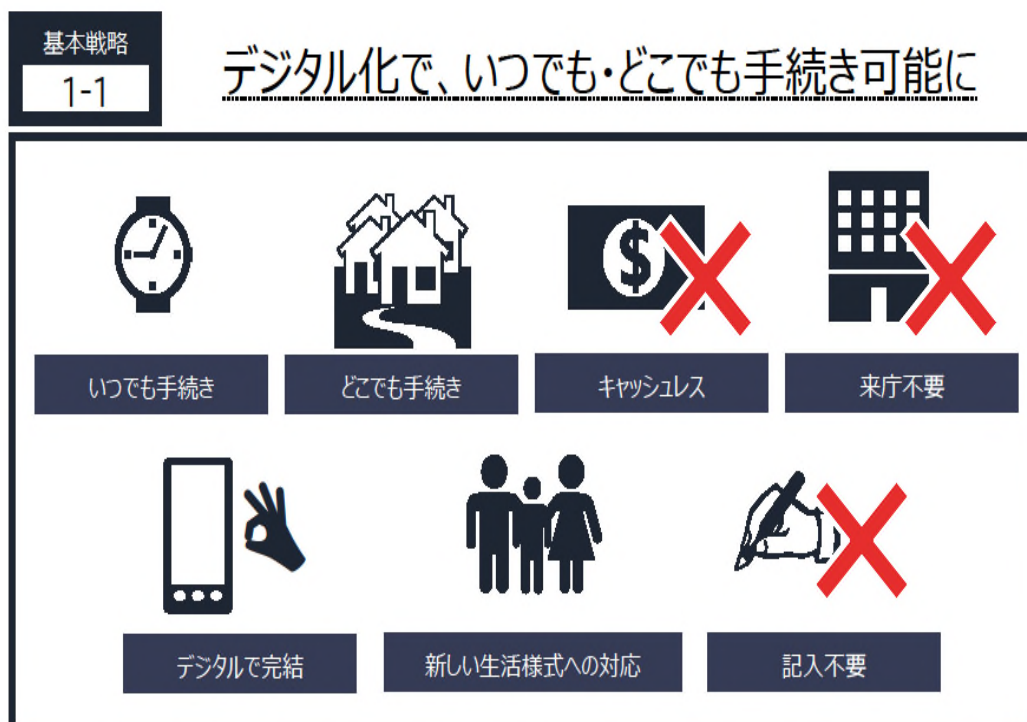 基本戦略
1-1
デジタル化で、いつでも・どこでも手続き可能に
いつでも手続き
どこでも手続き
キャッシュレス
来庁不要
デジタルで完結
新しい生活様式への対応
記入不要